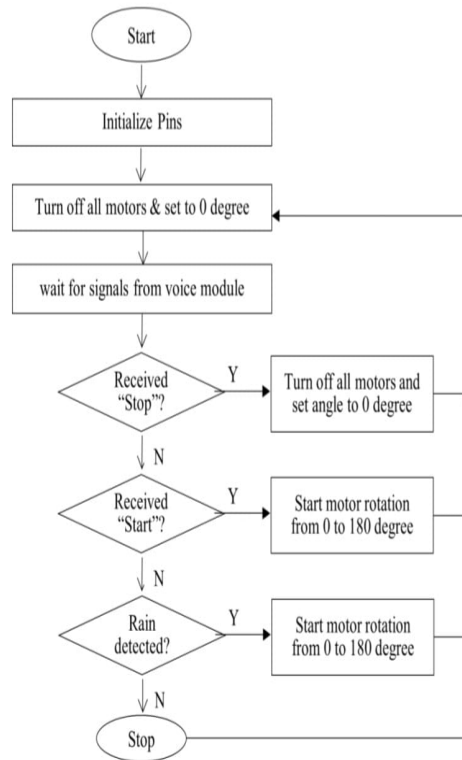 Start
Initialize Pins
Turn off all motors & set to 0 degree
wait for signals from voice module
Received
“Stop”?
Y
Turn off all motors and
set angle to 0 degree
N
Received
“Start”?
Y
Start motor rotation
from 0 to 180 degree
N
Rain
detected?
Y
Start motor rotation
from 0 to 180 degree
N
Stop